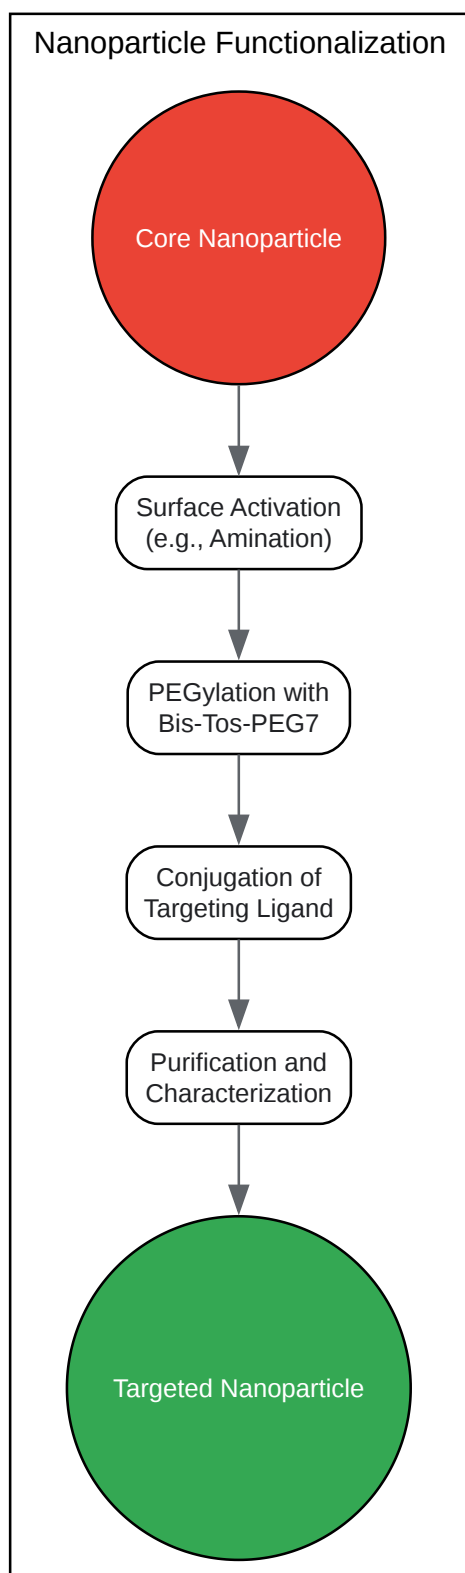 Nanoparticle Functionalization
Core Nanoparticle
Surface Activation
(e.g., Amination)
PEGylation with
Bis-Tos-PEG7
Conjugation of
Targeting Ligand
Purification and
Characterization
Targeted Nanoparticle